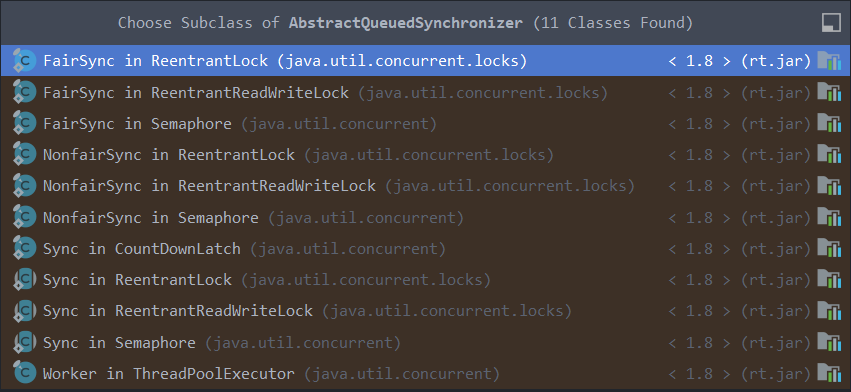 Choose Subclass of AbstractQueuedSynchronizer (11 Classes Found)
FairSync in ReentrantLock (java.util.concurrent.locks) < 1.8 > (rt.jar)
FairSync in ReentrantReadWriteLock (java.util.concurrent.locks) < 1.8 > (rt.jar)
FairSync in Semaphore (java.util.concurrent) < 1.8 > (rt.jar)
NonfairSync in ReentrantLock (java.util.concurrent.locks) < 1.8 > (rt.jar)
NonfairSync in ReentrantReadWriteLock (java.util.concurrent.locks) < 1.8 > (rt.jar)
NonfairSync in Semaphore (java.util.concurrent) < 1.8 > (rt.jar)
Sync in CountDownLatch (java.util.concurrent) < 1.8 > (rt.jar)
Sync in ReentrantLock (java.util.concurrent.locks) < 1.8 > (rt.jar)
Sync in ReentrantReadWriteLock (java.util.concurrent.locks) < 1.8 > (rt.jar)
Sync in Semaphore (java.util.concurrent) < 1.8 > (rt.jar)
Worker in ThreadPoolExecutor (java.util.concurrent) < 1.8 > (rt.jar)